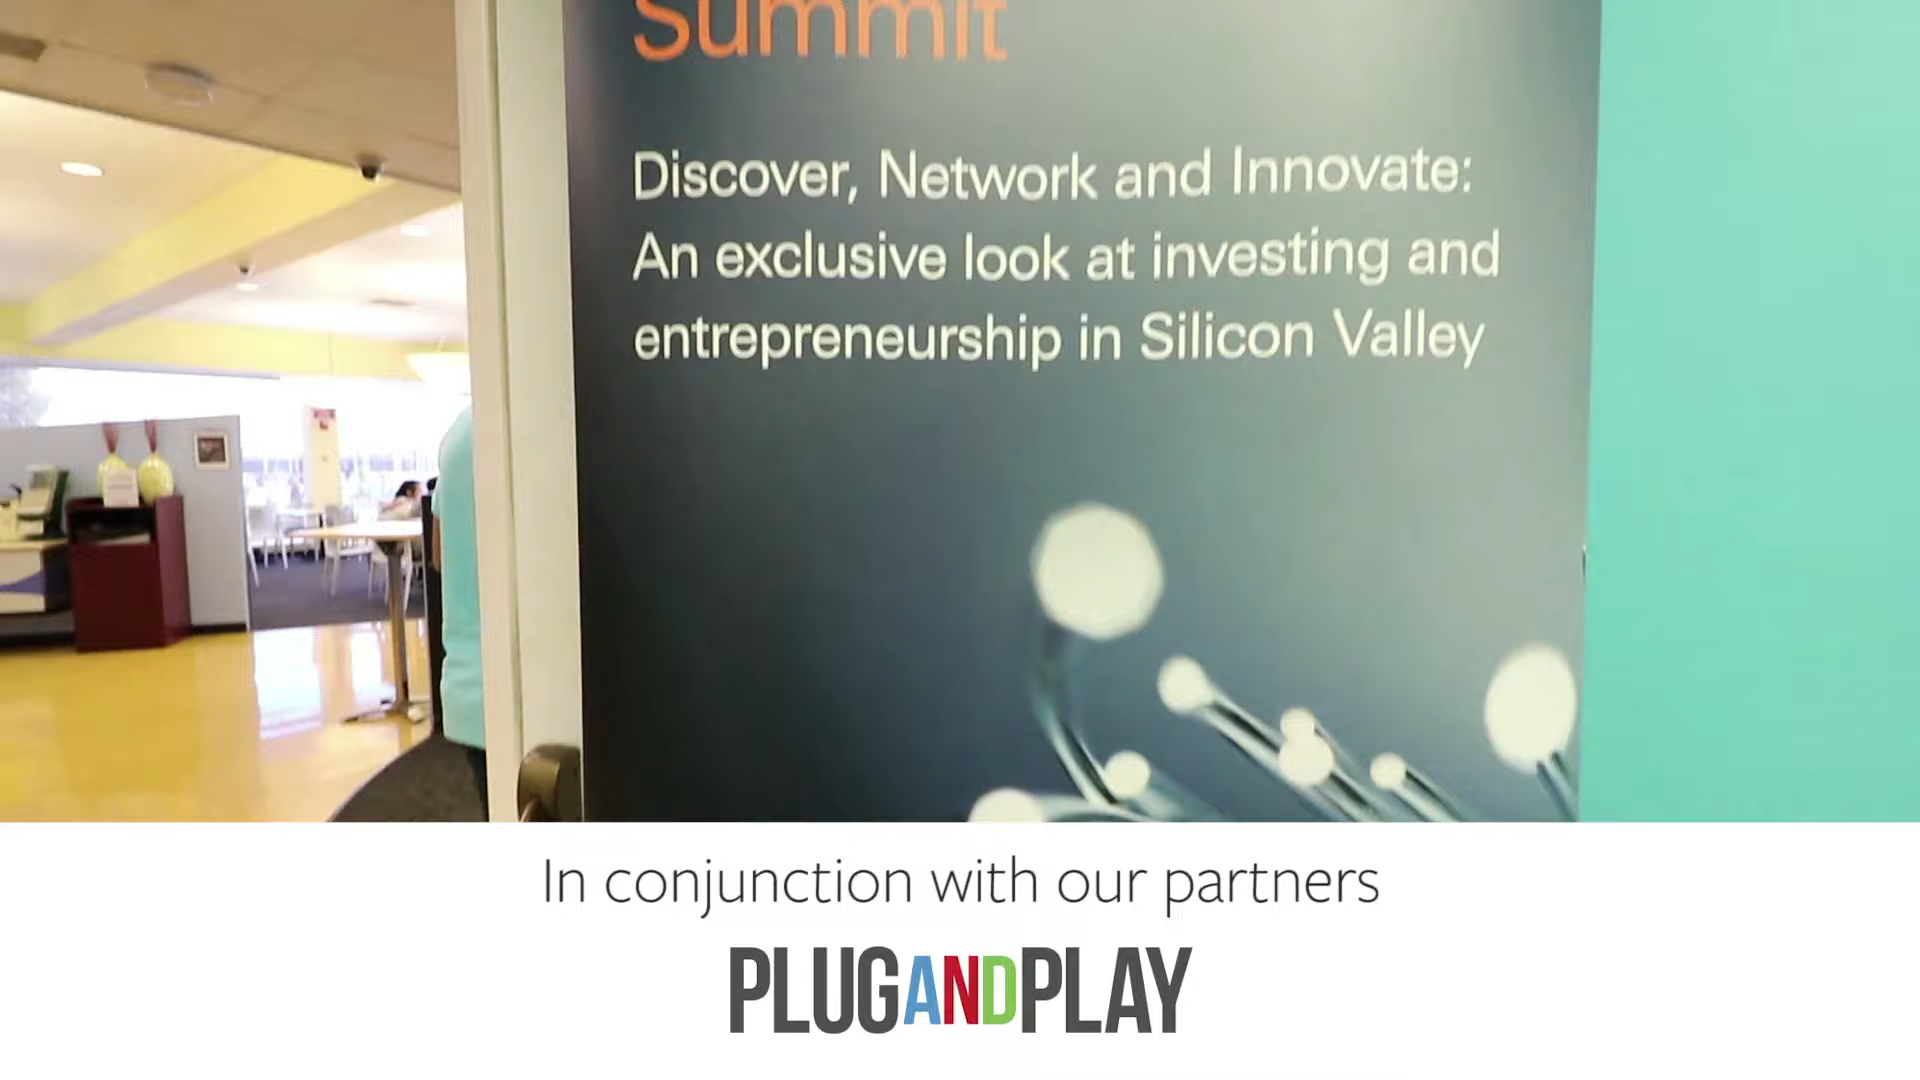 Summit
Discover, Network and Innovate:
An exclusive look at investing and
entrepreneurship in Silicon Valley
In conjunction with our partners
PLUGANDPLAY